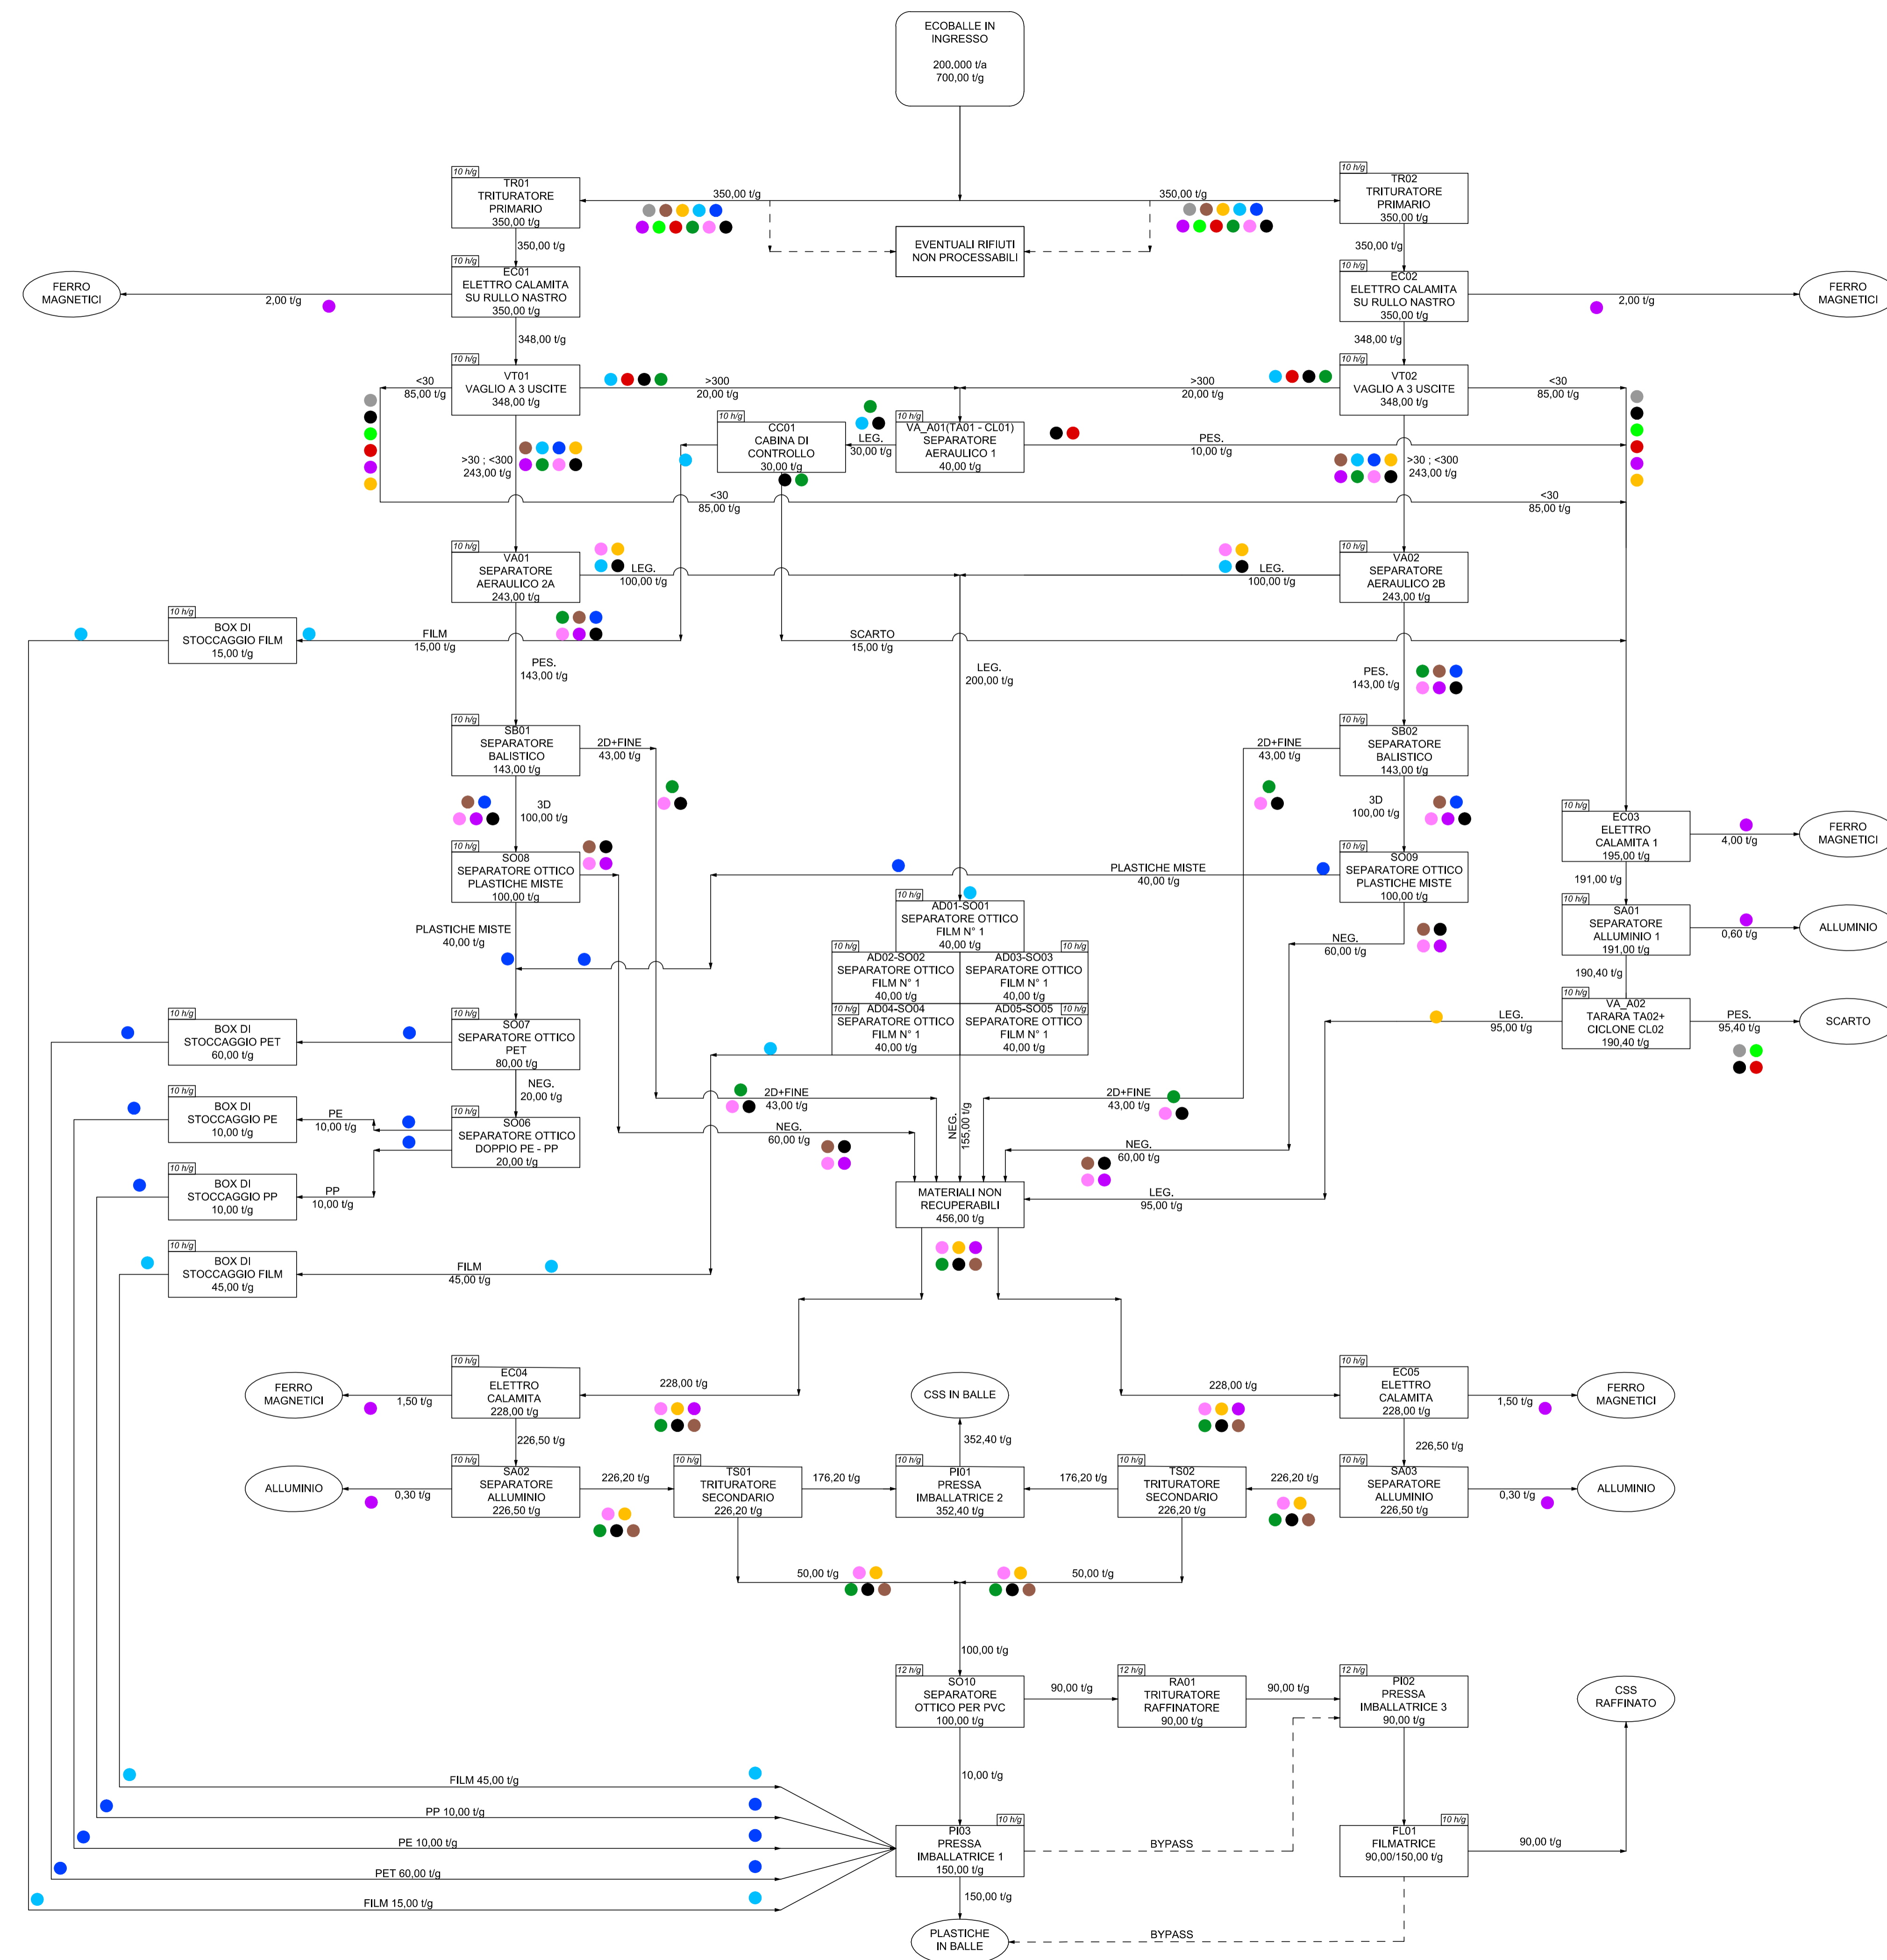 ECOBALLE IN
INGRESSO
200,000 t/a
700,00 t/g
10 h/g
TR01
TRITURATORE
PRIMARIO
350,00 t/g
350,00 t/g
350,00 t/g
10 h/g
TR02
TRITURATORE
PRIMARIO
350,00 t/g
EVENTUALI RIFIUTI
NON PROCESSABILI
350,00 t/g
350,00 t/g
FERRO
MAGNETICI
2,00 t/g
10 h/g
EC01
ELETTRO CALAMITA
SU RULLO NASTRO
350,00 t/g
10 h/g
EC02
ELETTRO CALAMITA
SU RULLO NASTRO
350,00 t/g
2,00 t/g
FERRO
MAGNETICI
348,00 t/g
348,00 t/g
<30
85,00 t/g
10 h/g
VT01
VAGLIO A 3 USCITE
348,00 t/g
>300
20,00 t/g
>300
20,00 t/g
10 h/g
VT02
VAGLIO A 3 USCITE
348,00 t/g
<30
85,00 t/g
10 h/g
CC01
CABINA DI
CONTROLLO
30,00 t/g
LEG.
30,00 t/g
10 h/g
VA_A01(TA01 - CL01)
SEPARATORE
AERAULICO 1
40,00 t/g
PES.
10,00 t/g
>30 ; <300
243,00 t/g
>30 ; <300
243,00 t/g
<30
85,00 t/g
<30
85,00 t/g
10 h/g
VA01
SEPARATORE
AERAULICO 2A
243,00 t/g
LEG.
100,00 t/g
LEG.
100,00 t/g
10 h/g
VA02
SEPARATORE
AERAULICO 2B
243,00 t/g
10 h/g
BOX DI
STOCCAGGIO FILM
15,00 t/g
FILM
15,00 t/g
SCARTO
15,00 t/g
PES.
143,00 t/g
LEG.
200,00 t/g
PES.
143,00 t/g
10 h/g
SB01
SEPARATORE
BALISTICO
143,00 t/g
2D+FINE
43,00 t/g
2D+FINE
43,00 t/g
10 h/g
SB02
SEPARATORE
BALISTICO
143,00 t/g
3D
100,00 t/g
3D
100,00 t/g
10 h/g
EC03
ELETTRO
CALAMITA 1
195,00 t/g
4,00 t/g
FERRO
MAGNETICI
10 h/g
SO08
SEPARATORE OTTICO
PLASTICHE MISTE
100,00 t/g
PLASTICHE MISTE
40,00 t/g
10 h/g
SO09
SEPARATORE OTTICO
PLASTICHE MISTE
100,00 t/g
191,00 t/g
10 h/g
AD01-SO01
SEPARATORE OTTICO
FILM N° 1
40,00 t/g
10 h/g
SA01
SEPARATORE
ALLUMINIO 1
191,00 t/g
0,60 t/g
ALLUMINIO
PLASTICHE MISTE
40,00 t/g
NEG.
60,00 t/g
10 h/g
AD02-SO02
SEPARATORE OTTICO
FILM N° 1
40,00 t/g
10 h/g
AD03-SO03
SEPARATORE OTTICO
FILM N° 1
40,00 t/g
190,40 t/g
10 h/g
AD04-SO04
SEPARATORE OTTICO
FILM N° 1
40,00 t/g
10 h/g
AD05-SO05
SEPARATORE OTTICO
FILM N° 1
40,00 t/g
LEG.
95,00 t/g
10 h/g
VA_A02
TARARA TA02+
CICLONE CL02
190,40 t/g
PES.
95,40 t/g
SCARTO
10 h/g
BOX DI
STOCCAGGIO PET
60,00 t/g
10 h/g
SO07
SEPARATORE OTTICO
PET
80,00 t/g
NEG.
20,00 t/g
10 h/g
BOX DI
STOCCAGGIO PE
10,00 t/g
PE
10,00 t/g
10 h/g
SO06
SEPARATORE OTTICO
DOPPIO PE - PP
20,00 t/g
2D+FINE
43,00 t/g
NEG.
155,00 t/g
2D+FINE
43,00 t/g
NEG.
60,00 t/g
NEG.
60,00 t/g
10 h/g
BOX DI
STOCCAGGIO PP
10,00 t/g
PP
10,00 t/g
MATERIALI NON
RECUPERABILI
456,00 t/g
LEG.
95,00 t/g
10 h/g
BOX DI
STOCCAGGIO FILM
45,00 t/g
FILM
45,00 t/g
FERRO
MAGNETICI
1,50 t/g
10 h/g
EC04
ELETTRO
CALAMITA
228,00 t/g
228,00 t/g
CSS IN BALLE
228,00 t/g
10 h/g
EC05
ELETTRO
CALAMITA
228,00 t/g
1,50 t/g
FERRO
MAGNETICI
226,50 t/g
352,40 t/g
226,50 t/g
ALLUMINIO
0,30 t/g
10 h/g
SA02
SEPARATORE
ALLUMINIO
226,50 t/g
226,20 t/g
10 h/g
TS01
TRITURATORE
SECONDARIO
226,20 t/g
176,20 t/g
10 h/g
PI01
PRESSA
IMBALLATRICE 2
352,40 t/g
176,20 t/g
10 h/g
TS02
TRITURATORE
SECONDARIO
226,20 t/g
226,20 t/g
10 h/g
SA03
SEPARATORE
ALLUMINIO
226,50 t/g
0,30 t/g
ALLUMINIO
50,00 t/g
50,00 t/g
100,00 t/g
12 h/g
SO10
SEPARATORE
OTTICO PER PVC
100,00 t/g
90,00 t/g
12 h/g
RA01
TRITURATORE
RAFFINATORE
90,00 t/g
90,00 t/g
12 h/g
PI02
PRESSA
IMBALLATRICE 3
90,00 t/g
CSS
RAFFINATO
10,00 t/g
FILM 45,00 t/g
PP 10,00 t/g
PE 10,00 t/g
PET 60,00 t/g
FILM 15,00 t/g
10 h/g
PI03
PRESSA
IMBALLATRICE 1
150,00 t/g
BYPASS
10 h/g
FL01
FILMATRICE
90,00/150,00 t/g
90,00 t/g
150,00 t/g
PLASTICHE
IN BALLE
BYPASS